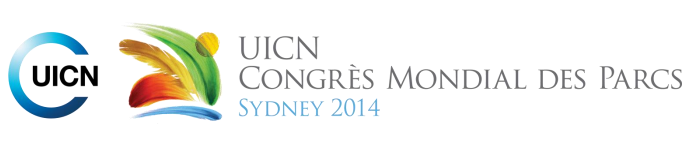 UICN
UICN
Congrès Mondial des Parcs
Sydney 2014